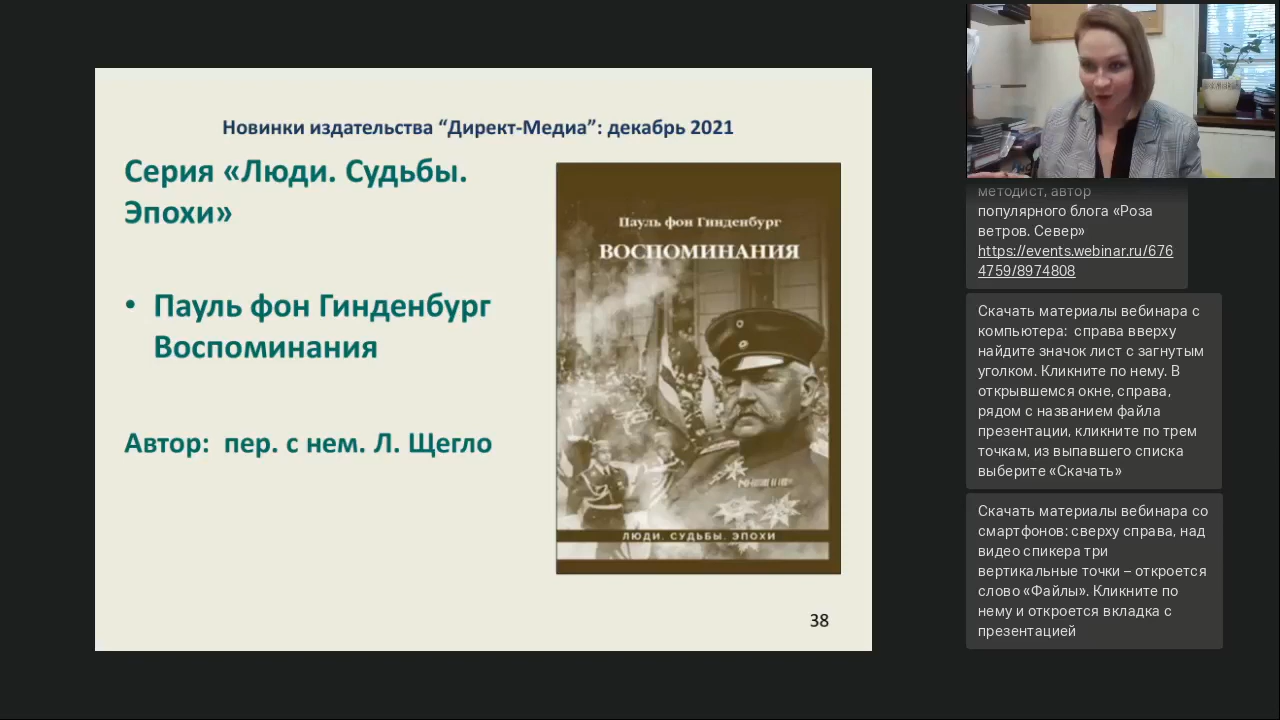 Новинки издательства “Директ-Медиа”: декабрь 2021
Серия «Люди. Судьбы.
Эпохи»
• Пауль фон Гинденбург
Воспоминания
Автор:  пер. с нем. Л. Щегло
Пауль фон Гинденбург
ВОСПОМИНАНИЯ
ЛЮДИ. СУДЬБЫ. ЭПОХИ
38
методист, автор
популярного блога «Роза
ветров. Север»
https://events.webinar.ru/676
4759/8974808
Скачать материалы вебинара с
компьютера:  справа вверху
найдите значок лист с загнутым
уголком. Кликните по нему. В
открывшемся окне, справа,
рядом с названием файла
презентации, кликните по трем
точкам, из выпавшего списка
выберите «Скачать»
Скачать материалы вебинара со
смартфонов: сверху справа, над
видео спикера три
вертикальные точки – откроется
слово «Файлы». Кликните по
нему и откроется вкладка с
презентацией